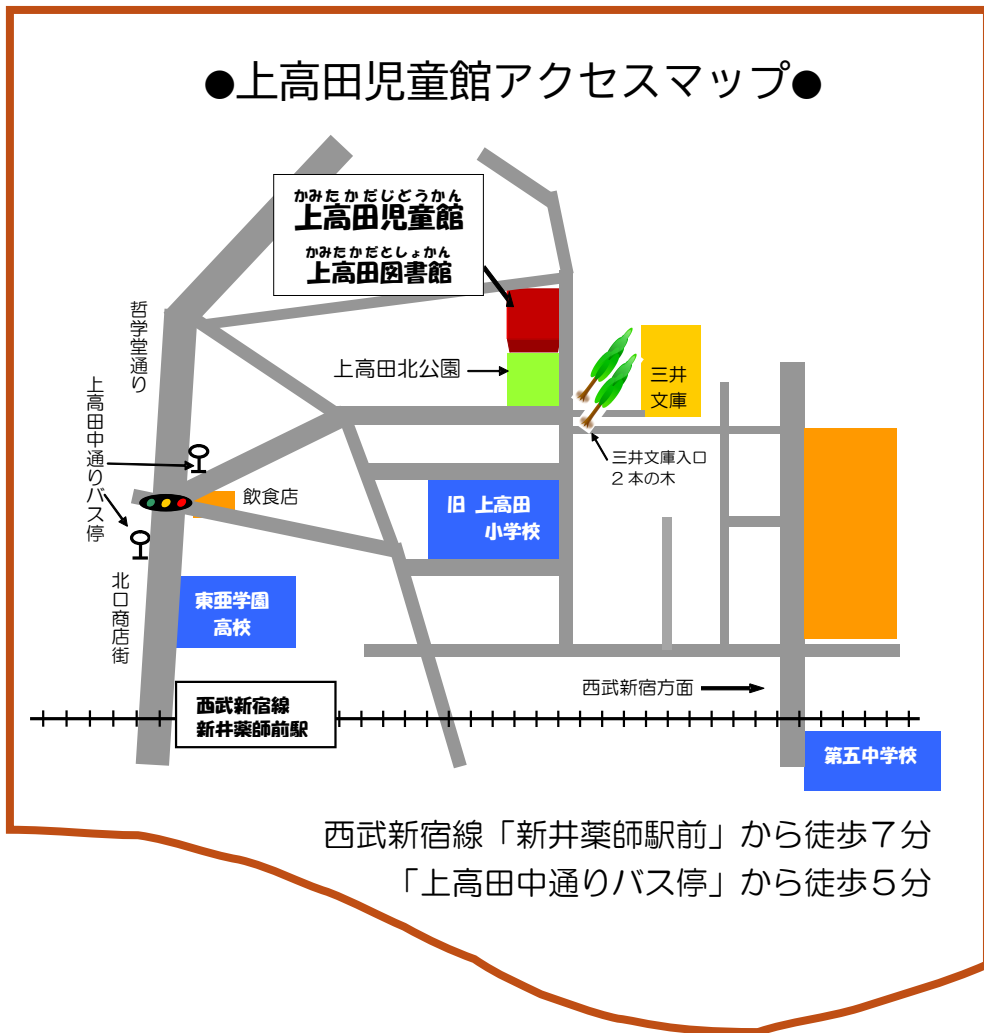 ●上高田児童館アクセスマップ●
かみたかだじどうかん
上高田児童館
かみたかだとしょかん
上高田図書館
哲学堂通り
上高田北公園
三井
文庫
上高田中通りバス停
三井文庫入口
2本の木
飲食店
旧 上高田
小学校
北口商店街
東亜学園
高校
西武新宿方面
西武新宿線
新井薬師前駅
第五中学校
西武新宿線「新井薬師駅前」から徒歩7分
「上高田中通りバス停」から徒歩5分